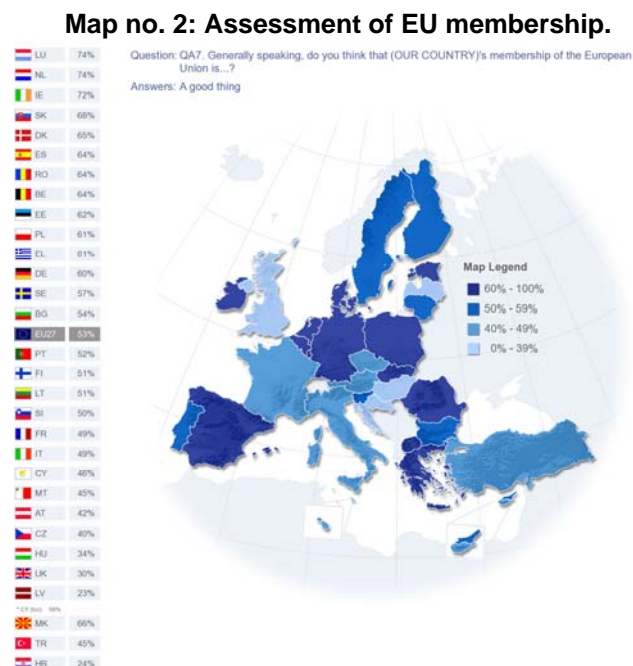 Map no. 2: Assessment of EU membership.
Question: QA7. Generally speaking, do you think that (OUR COUNTRY)'s membership of the European
Union is...?
Answers: A good thing
LU 74%
NL 74%
IE 72%
SK 68%
DK 65%
ES 64%
RO 64%
BE 64%
EE 62%
PL 61%
EL 61%
DE 60%
SE 57%
BG 54%
EU27 53%
PT 52%
FI 51%
LT 51%
SI 50%
FR 49%
IT 49%
CY 46%
MT 45%
AT 42%
CZ 40%
HU 34%
UK 30%
LV 23%
MK 66%
TR 45%
HR 24%
Map Legend
60% - 100%
50% - 59%
40% - 49%
0% - 39%